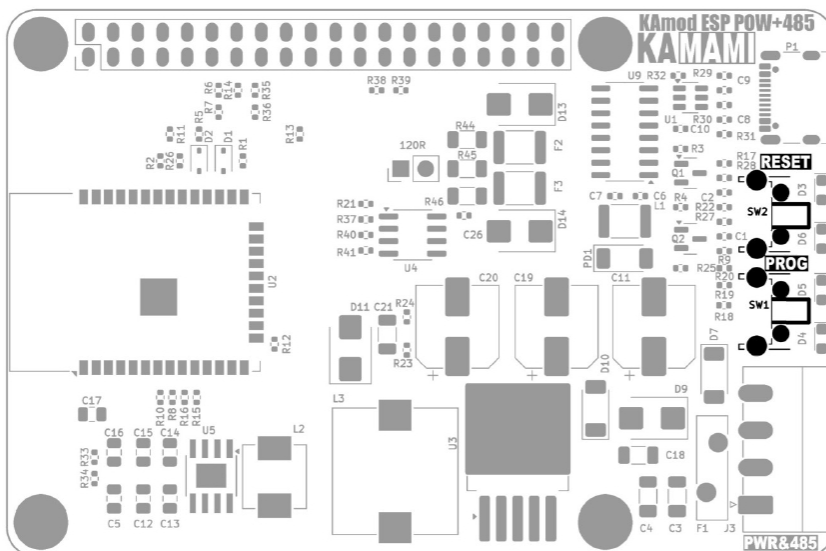 KAmod ESP POW+485
KAMAMI
P1
U9
R32
R29
C9
R38
R39
R6
R14
R35
D13
R7
R36
C8
R5
R11
D2
D1
R13
R44
F2
U1
R30
C10
R31
120R
R2
R26
R1
R45
R3
R17
RESET
R28
Q1
D3
F3
C7
C6
R4
C2
R21
R46
L1
R22
SW2
R37
D14
R27
R40
C26
Q2
C1
D6
R41
U4
PD1
R9
R25
PROG
U2
R20
C20
C19
C11
R19
D5
D11
C21
R24
SW1
R18
R12
R23
D10
D7
D4
R10
R8
R16
R15
L3
D9
C17
U5
L2
C16
C15
C14
U3
R33
C18
R34
C5
C12
C13
C4
C3
F1
J3
PWR&485